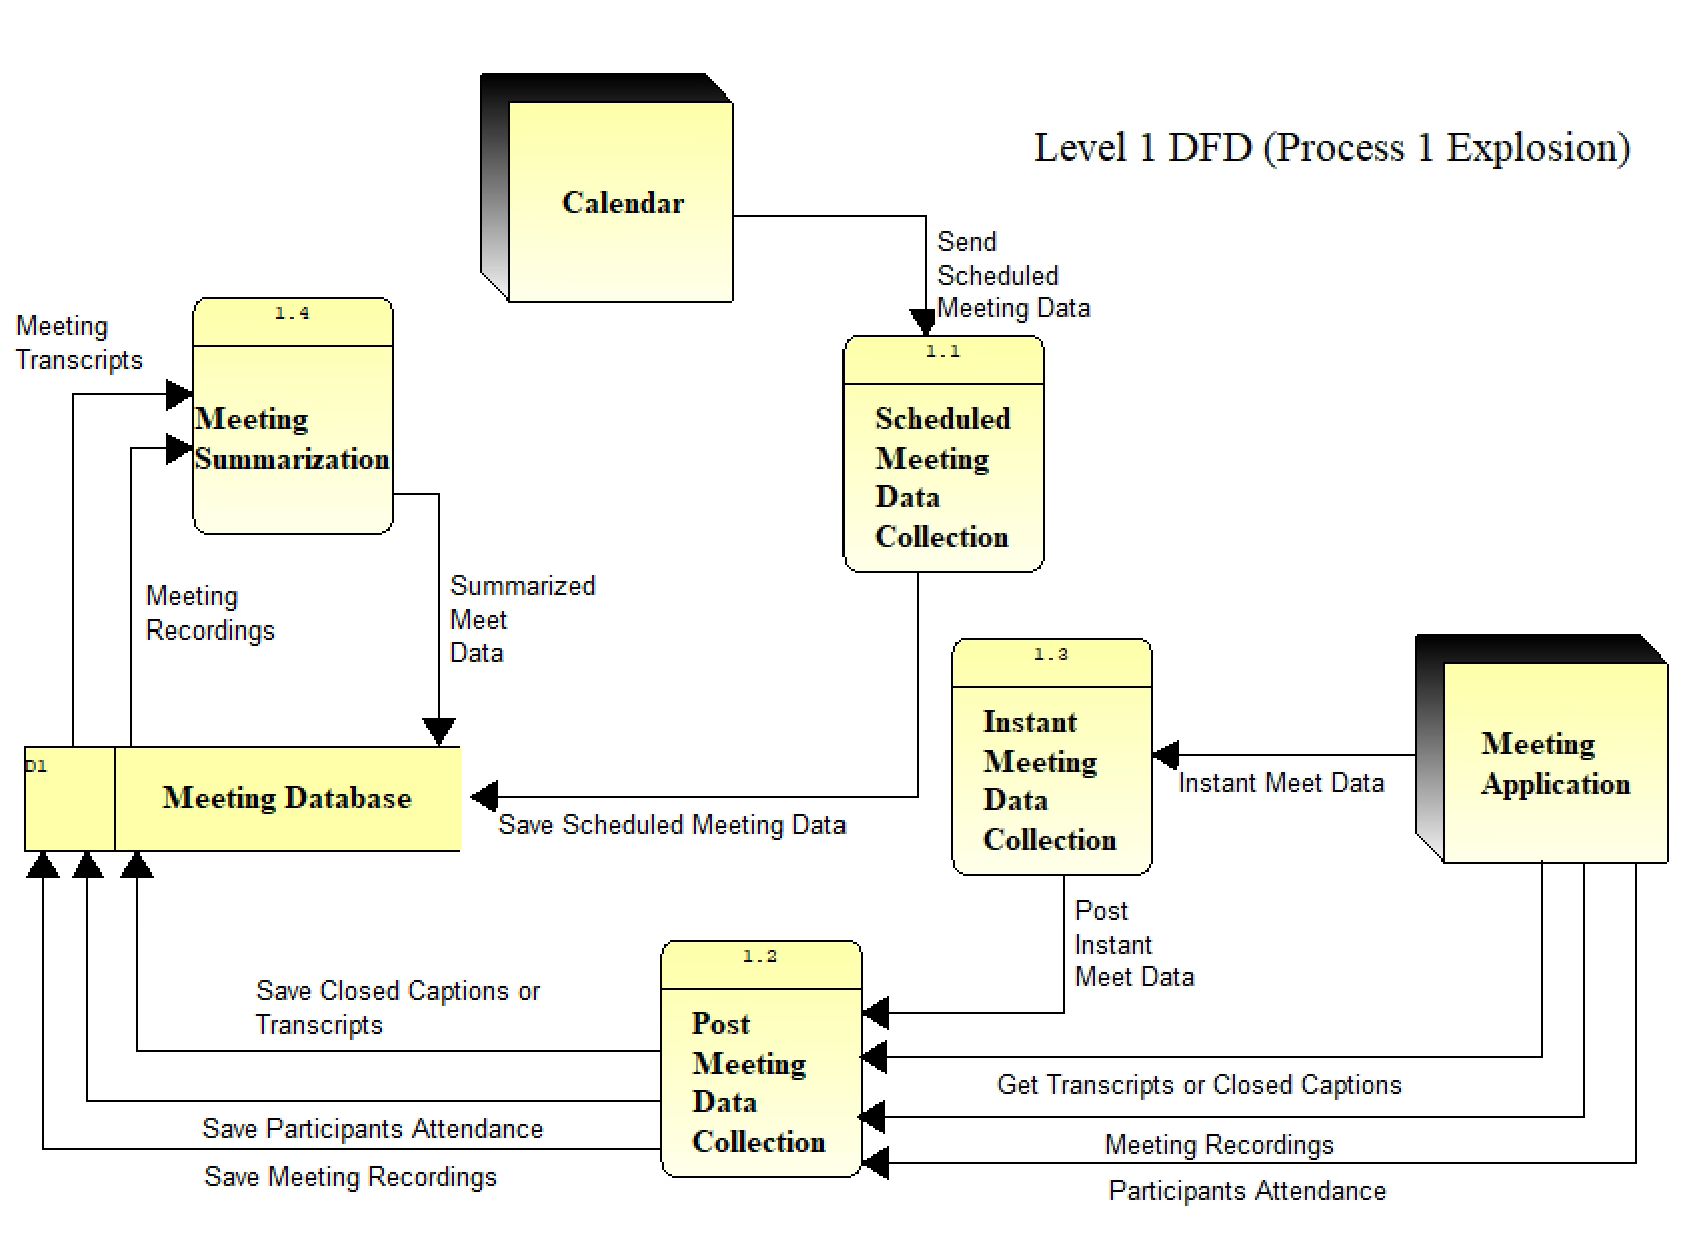 Level 1 DFD (Process 1 Explosion)
Calendar
Send
Scheduled
Meeting Data
1.4
Meeting
Summarization
Meeting
Transcripts
1.1
Scheduled
Meeting
Data
Collection
Meeting
Recordings
Summarized
Meet
Data
1.3
Instant
Meeting
Data
Collection
Meeting
Application
Instant Meet Data
D1
Meeting Database
Save Scheduled Meeting Data
Post
Instant
Meet Data
1.2
Post
Meeting
Data
Collection
Save Closed Captions or
Transcripts
Get Transcripts or Closed Captions
Save Participants Attendance
Meeting Recordings
Save Meeting Recordings
Participants Attendance